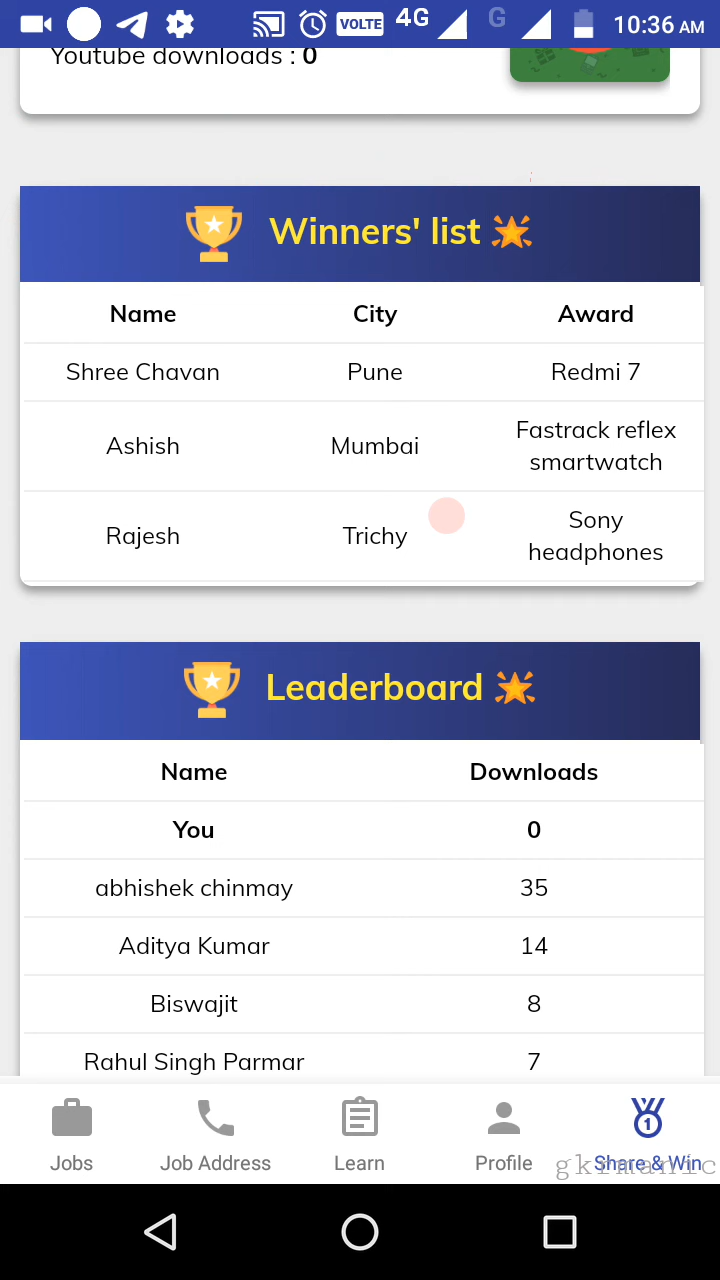 VOLTE 4G G 10:36 AM
Youtube downloads : 0
Winners' list
Name City Award
Shree Chavan Pune Redmi 7
Ashish Mumbai Fastrack reflex
smartwatch
Rajesh Trichy Sony
headphones
Leaderboard
Name Downloads
You 0
abhishek chinmay 35
Aditya Kumar 14
Biswajit 8
Rahul Singh Parmar 7
1
Jobs Job Address Learn Profile Share & Win
gkrmanic